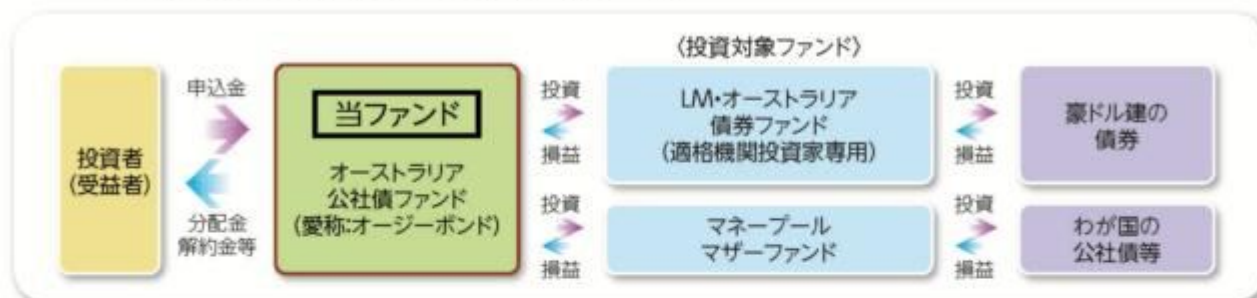 〈投資対象ファンド〉
投資者
(受益者)
申込金
分配金
解約金等
当ファンド
オーストラリア
公社債ファンド
(愛称:オージーボンド)
投資
損益
LM・オーストラリア
債券ファンド
(適格機関投資家専用)
投資
損益
豪ドル建の
債券
投資
損益
マネープール
マザーファンド
投資
損益
わが国の
公社債等